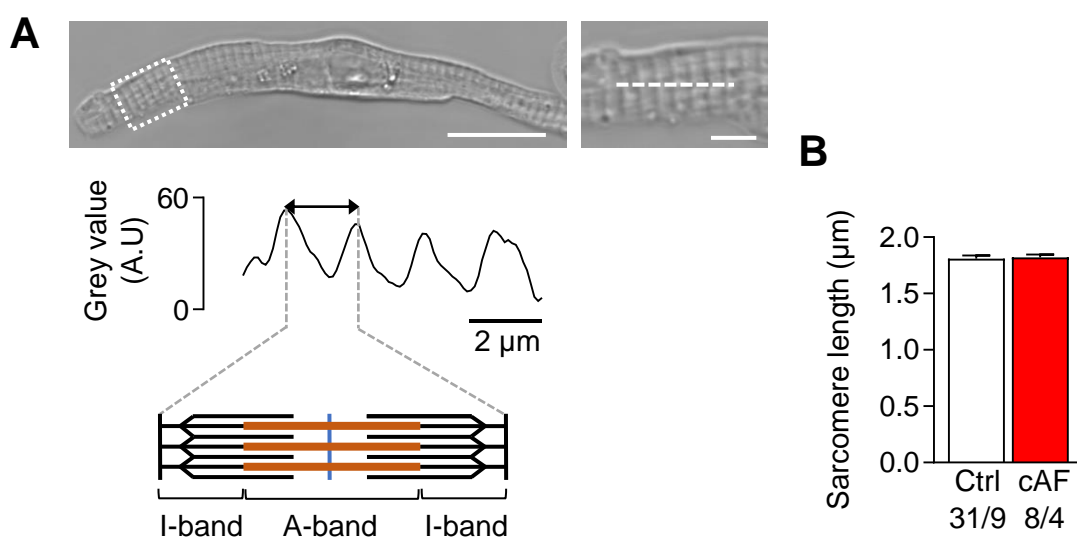 A
60
Grey value
(A.U)
0
2 µm
I-band A-band I-band
B
Sarcomere length (µm)
2.0
1.5
1.0
0.5
0.0
Ctrl cAF
31/9 8/4